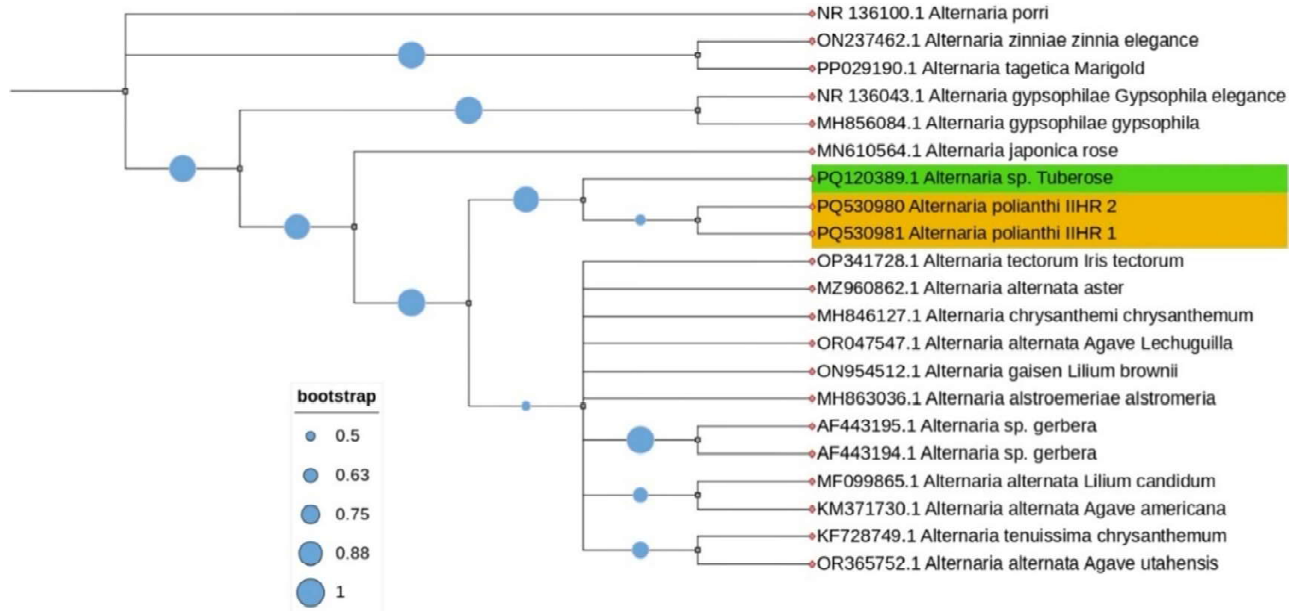 NR 136100.1 Alternaria porri
ON237462.1 Alternaria zinniae zinnia elegance
PP029190.1 Alternaria tagetica Marigold
NR 136043.1 Alternaria gypsophilae Gypsophila elegance
MH856084.1 Alternaria gypsophilae gypsophila
MN610564.1 Alternaria japonica rose
PQ120389.1 Alternaria sp. Tuberose
PQ530980 Alternaria polianthi IIHR 2
PQ530981 Alternaria polianthi IIHR 1
OP341728.1 Alternaria tectorum Iris tectorum
MZ960862.1 Alternaria alternata aster
MH846127.1 Alternaria chrysanthemi chrysanthemum
OR047547.1 Alternaria alternata Agave Lechuguilla
ON954512.1 Alternaria gaisen Lilium brownii
MH863036.1 Alternaria alstroemeriae alstromeria
AF443195.1 Alternaria sp. gerbera
AF443194.1 Alternaria sp. gerbera
MF099865.1 Alternaria alternata Lilium candidum
KM371730.1 Alternaria alternata Agave americana
KF728749.1 Alternaria tenuissima chrysanthemum
OR365752.1 Alternaria alternata Agave utahensis
bootstrap
0.5
0.63
0.75
0.88
1